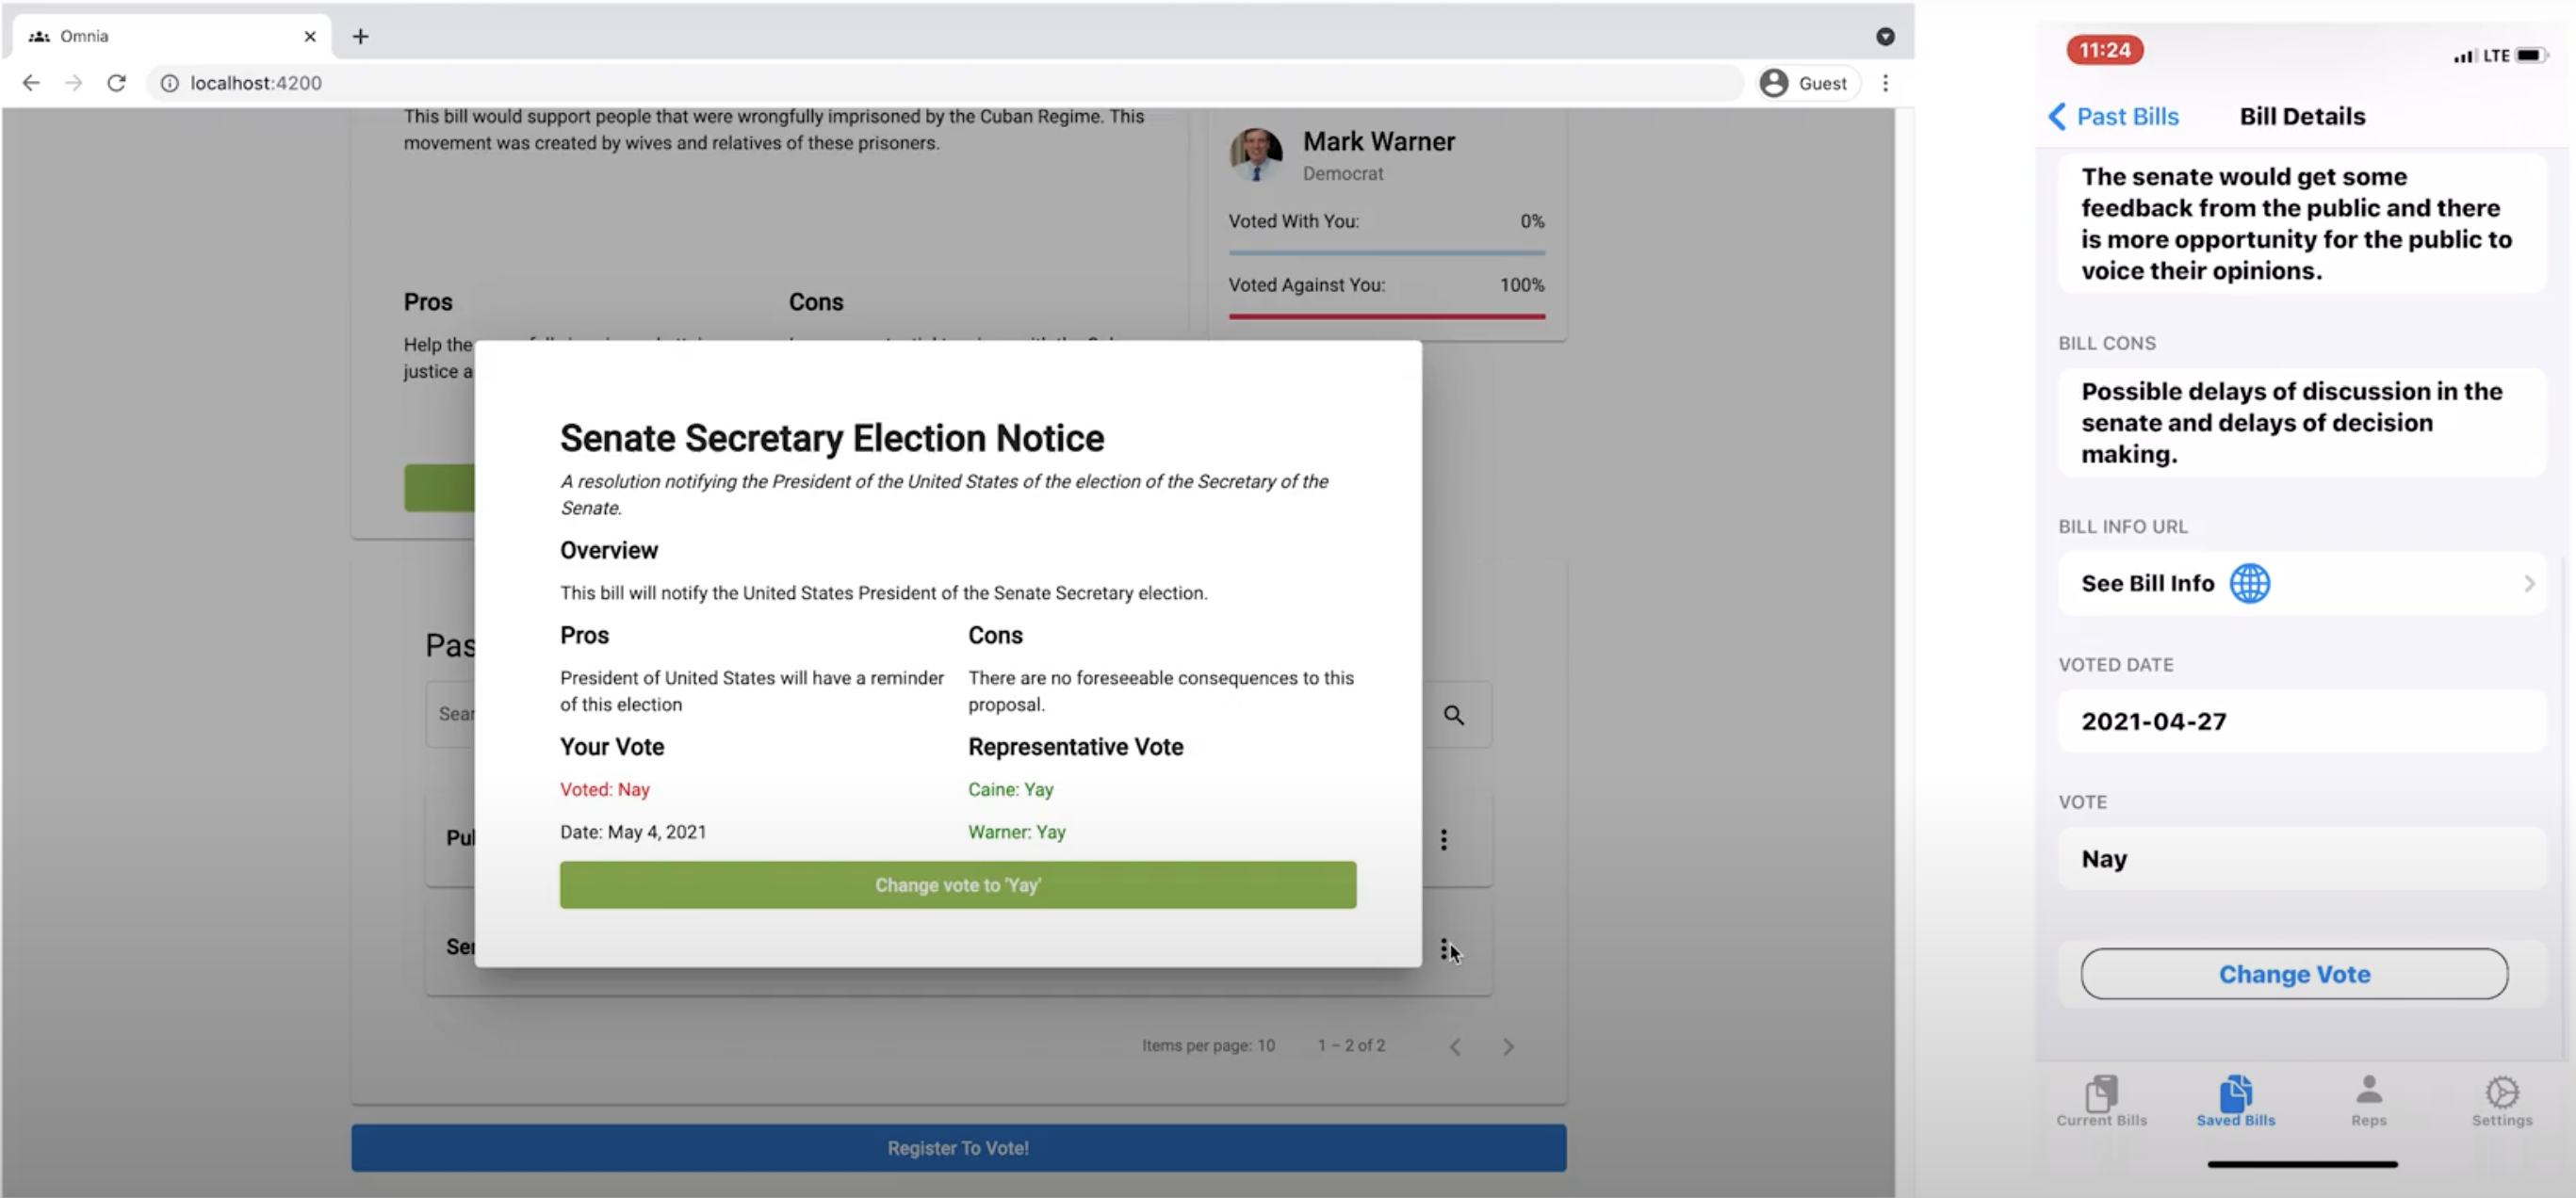 Omnia
localhost:4200
Guest
This bill would support people that were wrongfully imprisoned by the Cuban Regime. This
movement was created by wives and relatives of these prisoners.
Pros
Cons
Help the
justice a
Mark Warner
Democrat
Voted With You: 0%
Voted Against You: 100%
Senate Secretary Election Notice
A resolution notifying the President of the United States of the election of the Secretary of the
Senate.
Overview
This bill will notify the United States President of the Senate Secretary election.
Pros
President of United States will have a reminder
of this election
Cons
There are no foreseeable consequences to this
proposal.
Your Vote
Voted: Nay
Date: May 4, 2021
Representative Vote
Caine: Yay
Warner: Yay
Change vote to 'Yay'
Pas
Sear
Pul
Ser
Items per page: 10 1 – 2 of 2
Register To Vote!
11:24
LTE
Past Bills
Bill Details
The senate would get some
feedback from the public and there
is more opportunity for the public to
voice their opinions.
BILL CONS
Possible delays of discussion in the
senate and delays of decision
making.
BILL INFO URL
See Bill Info
VOTED DATE
2021-04-27
VOTE
Nay
Change Vote
Current Bills
Saved Bills
Reps
Settings